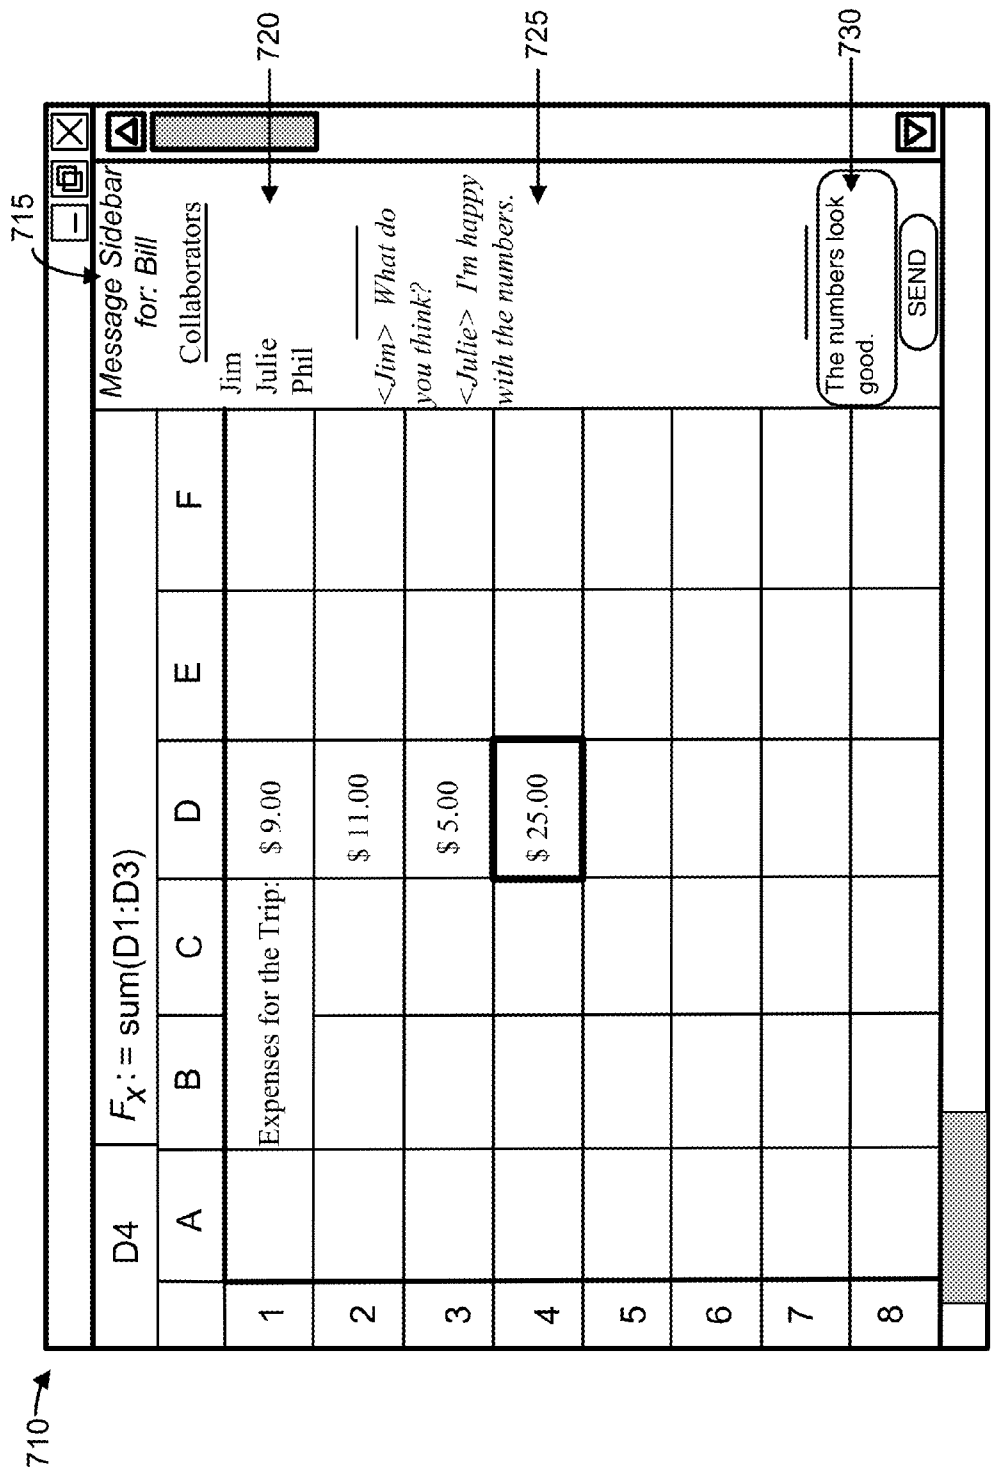 710
715
Message Sidebar
for: Bill
D4
Fx: = sum(D1:D3)
A B C D E F
1 Expenses for the Trip: $ 9.00
2 $ 11.00
3 $ 5.00
4 $ 25.00
5
6
7
8
Collaborators
Jim
Julie
Phil
720
<Jim> What do
you think?
<Julie> I'm happy
with the numbers.
725
The numbers look
good.
730
SEND